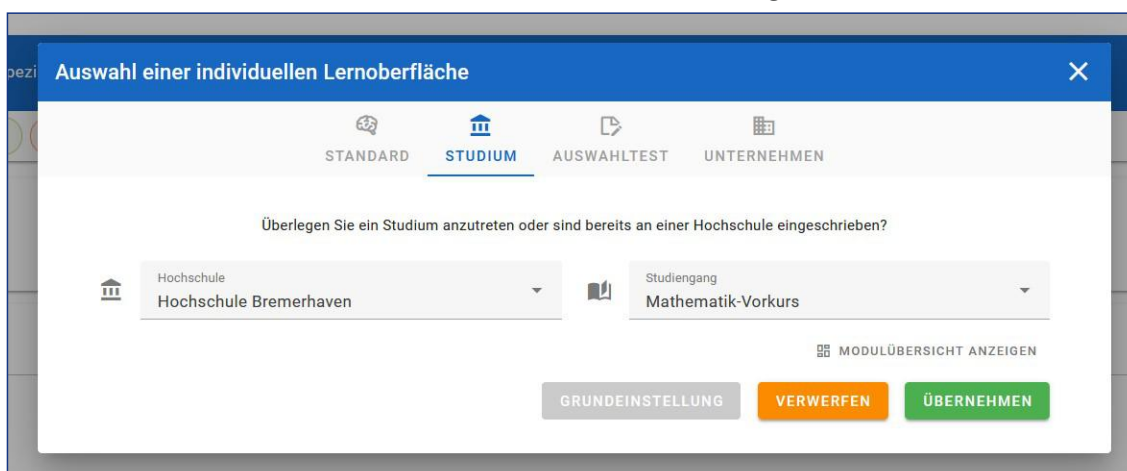 pezi
Auswahl einer individuellen Lernoberfläche
STANDARD STUDIUM AUSWAHLTEST UNTERNEHMEN
Überlegen Sie ein Studium anzutreten oder sind bereits an einer Hochschule eingeschrieben?
Hochschule Studiengang
Hochschule Bremerhaven Mathematik-Vorkurs
MODULÜBERSICHT ANZEIGEN
GRUNDEINSTELLUNG VERWERFEN ÜBERNEHMEN